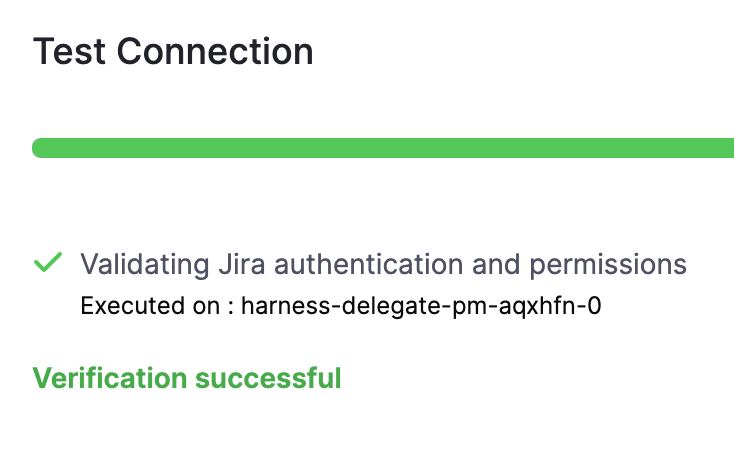 Test Connection
Validating Jira authentication and permissions
Executed on : harness-delegate-pm-aqxhfn-0
Verification successful